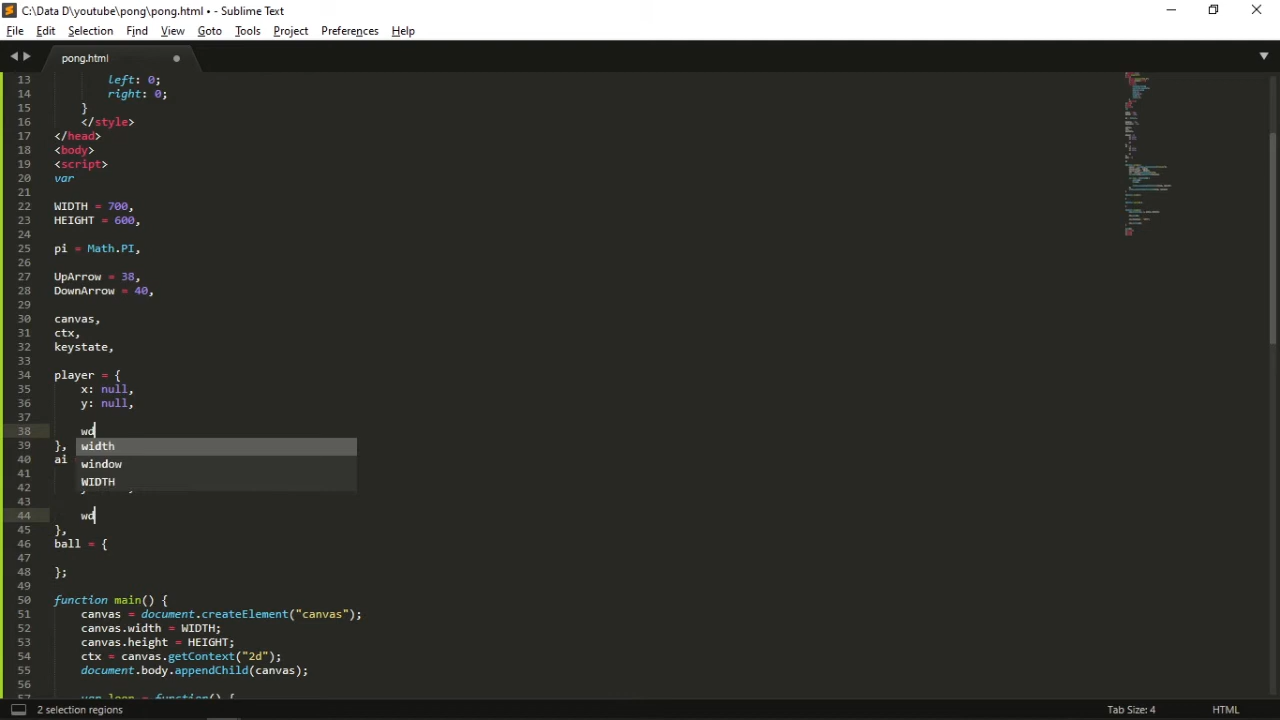 C:\Data D\youtube\pong\pong.html • - Sublime Text
File Edit Selection Find View Goto Tools Project Preferences Help
pong.html
13 left: 0;
14 right: 0;
15 }
16 </style>
17 </head>
18 <body>
19 <script>
20 var
21
22 WIDTH = 700,
23 HEIGHT = 600,
24
25 pi = Math.PI,
26
27 UpArrow = 38,
28 DownArrow = 40,
29
30 canvas,
31 ctx,
32 keystate,
33
34 player = {
35 x: null,
36 y: null,
37
38 wd
39 },
width
40 ai
window
41
WIDTH
42
43
44 wd
45 },
46 ball = {
47
48 };
49
50 function main() {
51 canvas = document.createElement("canvas");
52 canvas.width = WIDTH;
53 canvas.height = HEIGHT;
54 ctx = canvas.getContext("2d");
55 document.body.appendChild(canvas);
56
57 var loop = function() {
2 selection regions Tab Size: 4 HTML